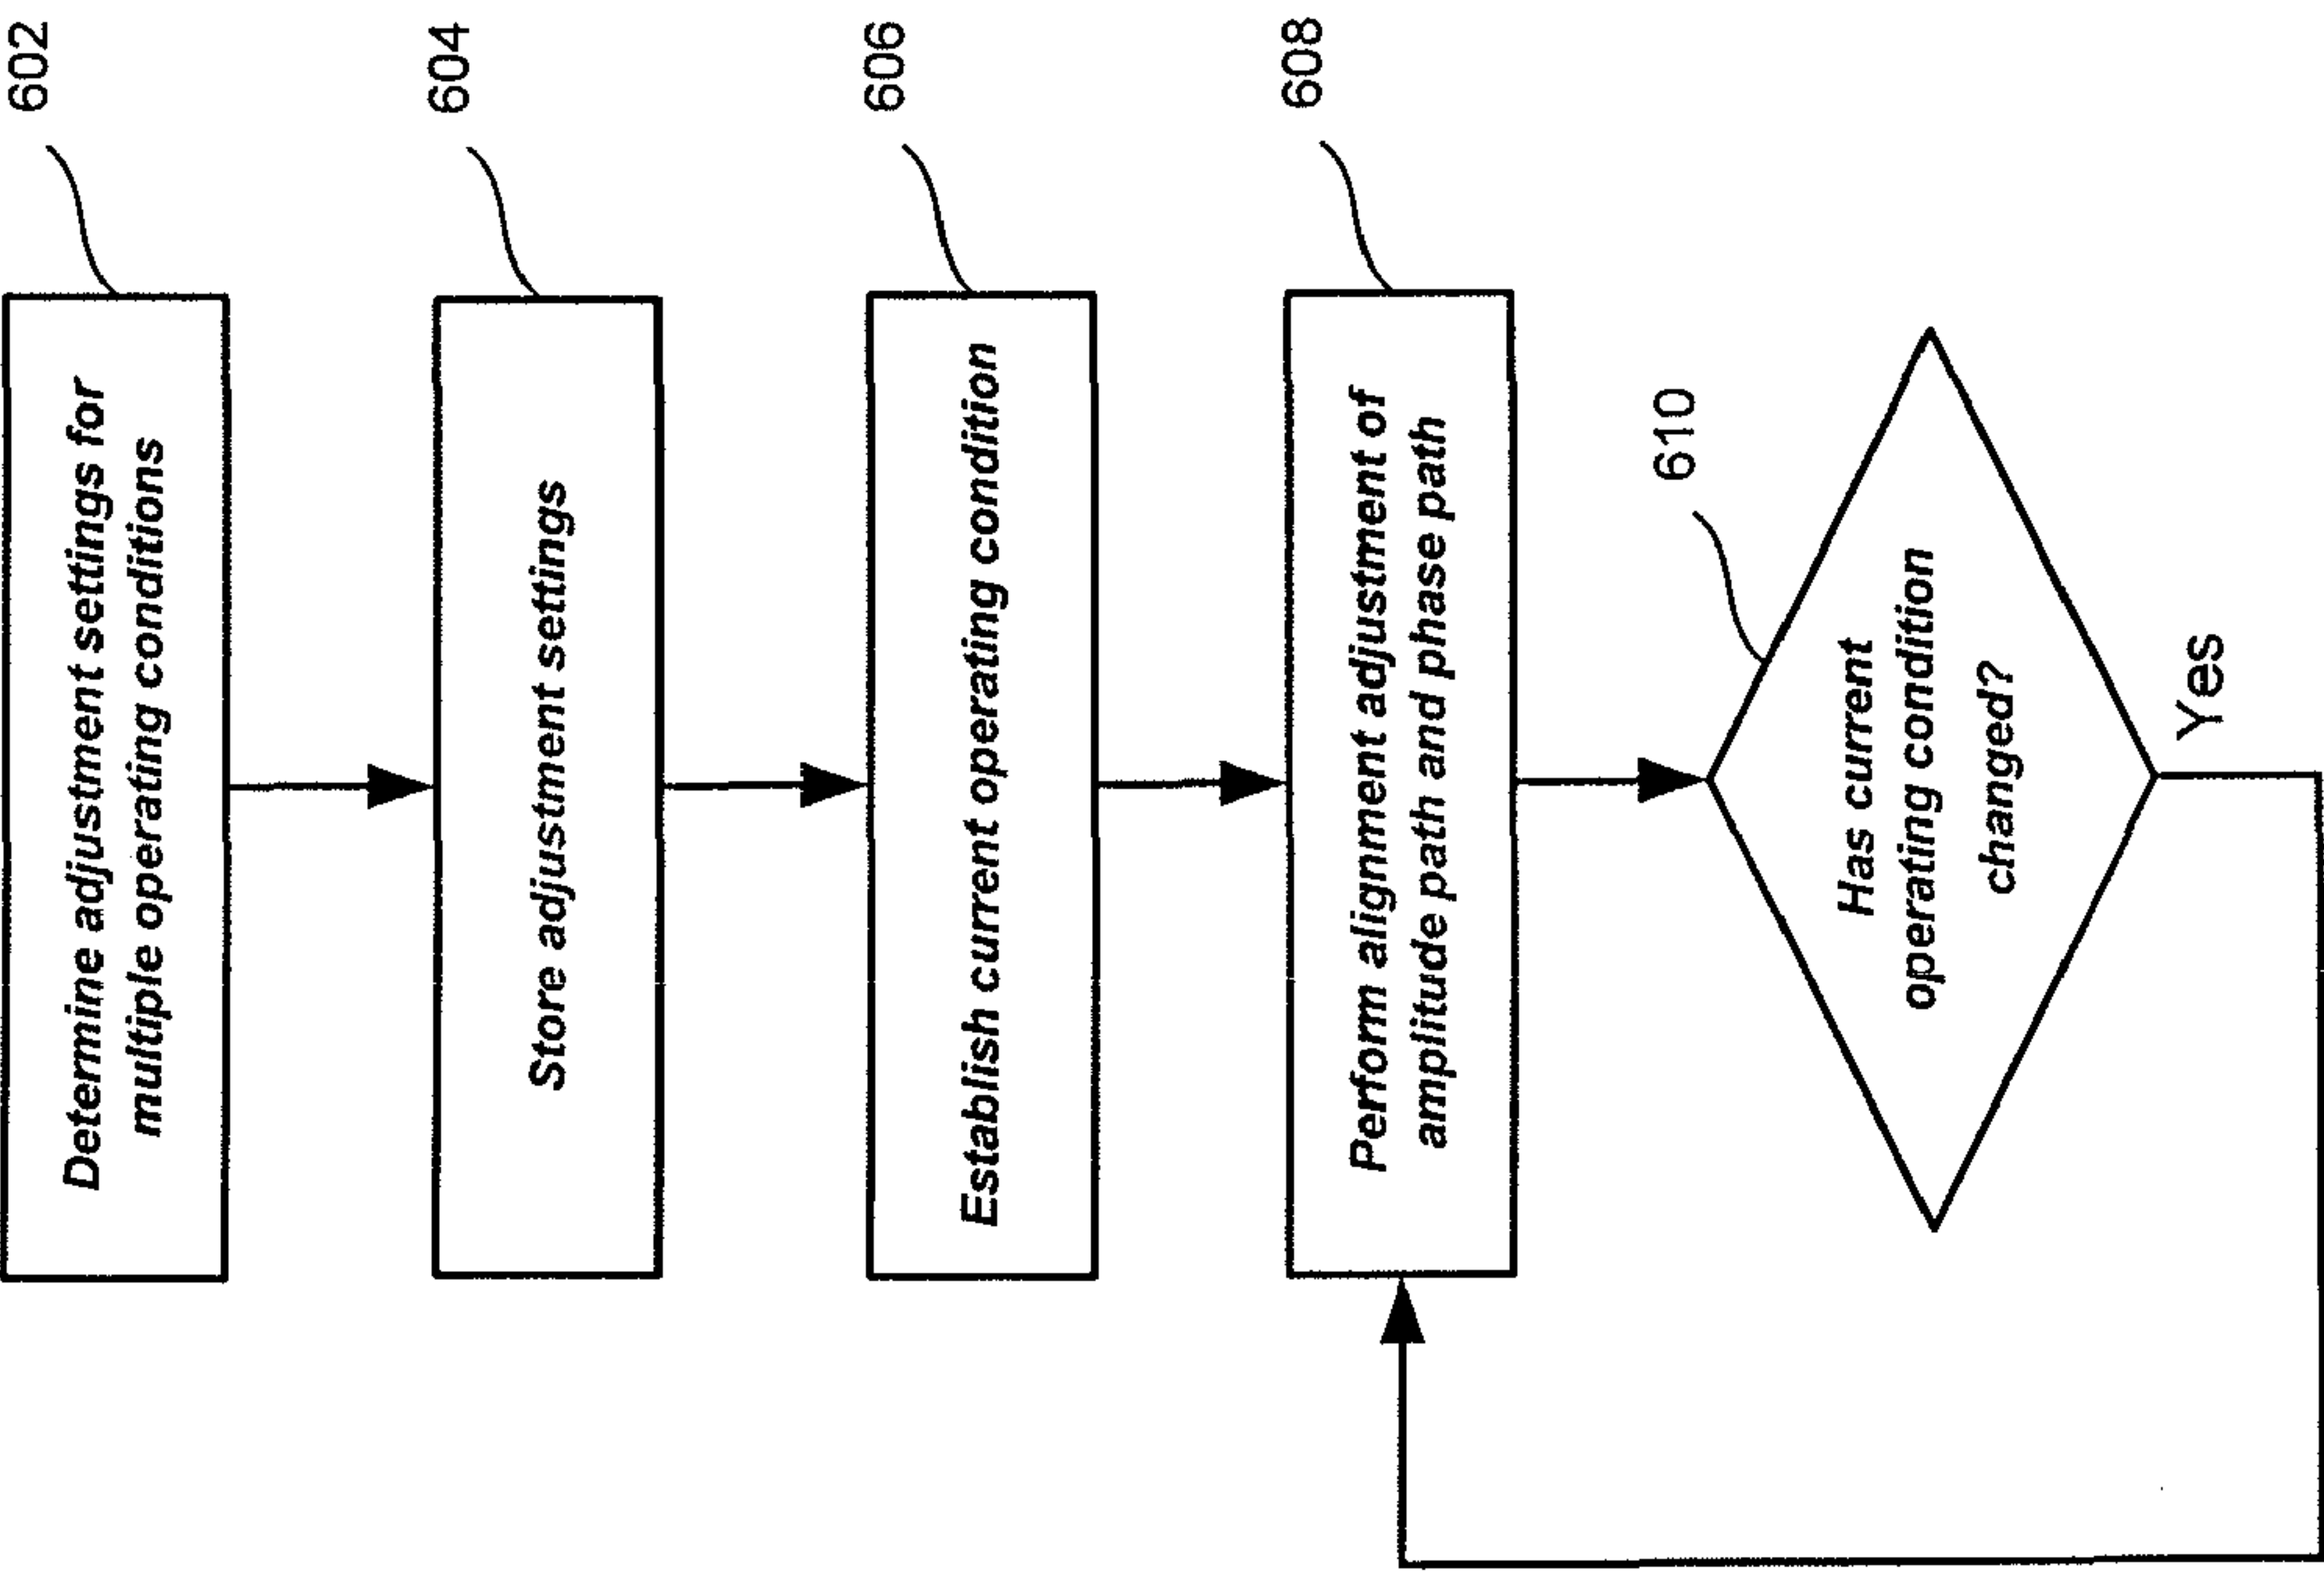 602
Determine adjustment settings for
multiple operating conditions
604
Store adjustment settings
606
Establish current operating condition
608
Perform alignment adjustment of
amplitude path and phase path
610
Has current
operating condition
changed?
Yes